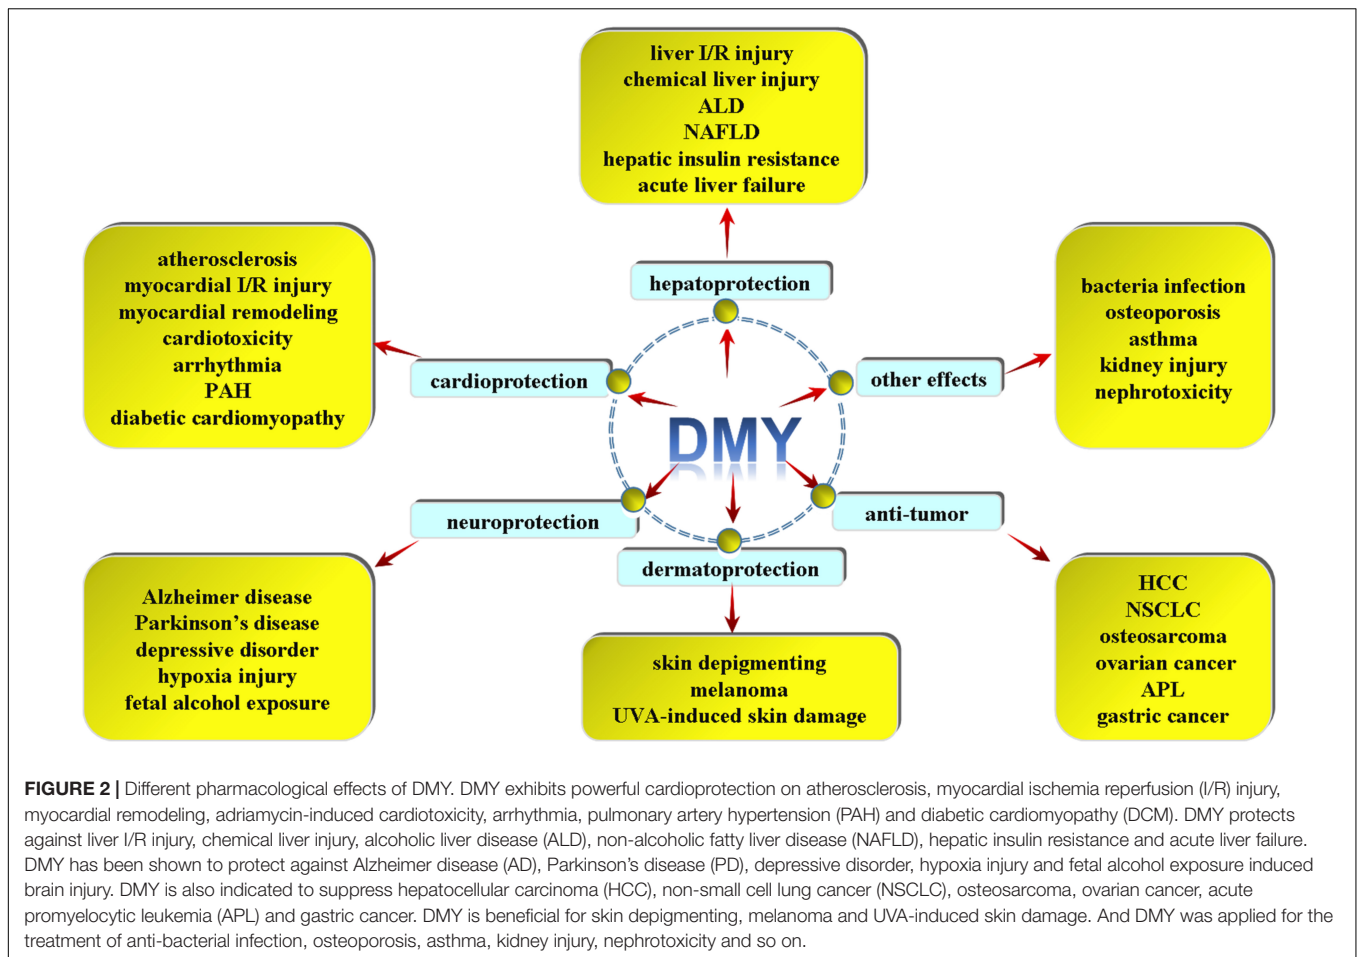 liver I/R injury
chemical liver injury
ALD
NAFLD
hepatic insulin resistance
acute liver failure
hepatoprotection
atherosclerosis
myocardial I/R injury
myocardial remodeling
cardiotoxicity
arrhythmia
PAH
diabetic cardiomyopathy
cardioprotection
other effects
bacteria infection
osteoporosis
asthma
kidney injury
nephrotoxicity
DMY
neuroprotection
anti-tumor
dermatoprotection
Alzheimer disease
Parkinson's disease
depressive disorder
hypoxia injury
fetal alcohol exposure
skin depigmenting
melanoma
UVA-induced skin damage
HCC
NSCLC
osteosarcoma
ovarian cancer
APL
gastric cancer
FIGURE 2 | Different pharmacological effects of DMY. DMY exhibits powerful cardioprotection on atherosclerosis, myocardial ischemia reperfusion (I/R) injury,
myocardial remodeling, adriamycin-induced cardiotoxicity, arrhythmia, pulmonary artery hypertension (PAH) and diabetic cardiomyopathy (DCM). DMY protects
against liver I/R injury, chemical liver injury, alcoholic liver disease (ALD), non-alcoholic fatty liver disease (NAFLD), hepatic insulin resistance and acute liver failure.
DMY has been shown to protect against Alzheimer disease (AD), Parkinson's disease (PD), depressive disorder, hypoxia injury and fetal alcohol exposure induced
brain injury. DMY is also indicated to suppress hepatocellular carcinoma (HCC), non-small cell lung cancer (NSCLC), osteosarcoma, ovarian cancer, acute
promyelocytic leukemia (APL) and gastric cancer. DMY is beneficial for skin depigmenting, melanoma and UVA-induced skin damage. And DMY was applied for the
treatment of anti-bacterial infection, osteoporosis, asthma, kidney injury, nephrotoxicity and so on.